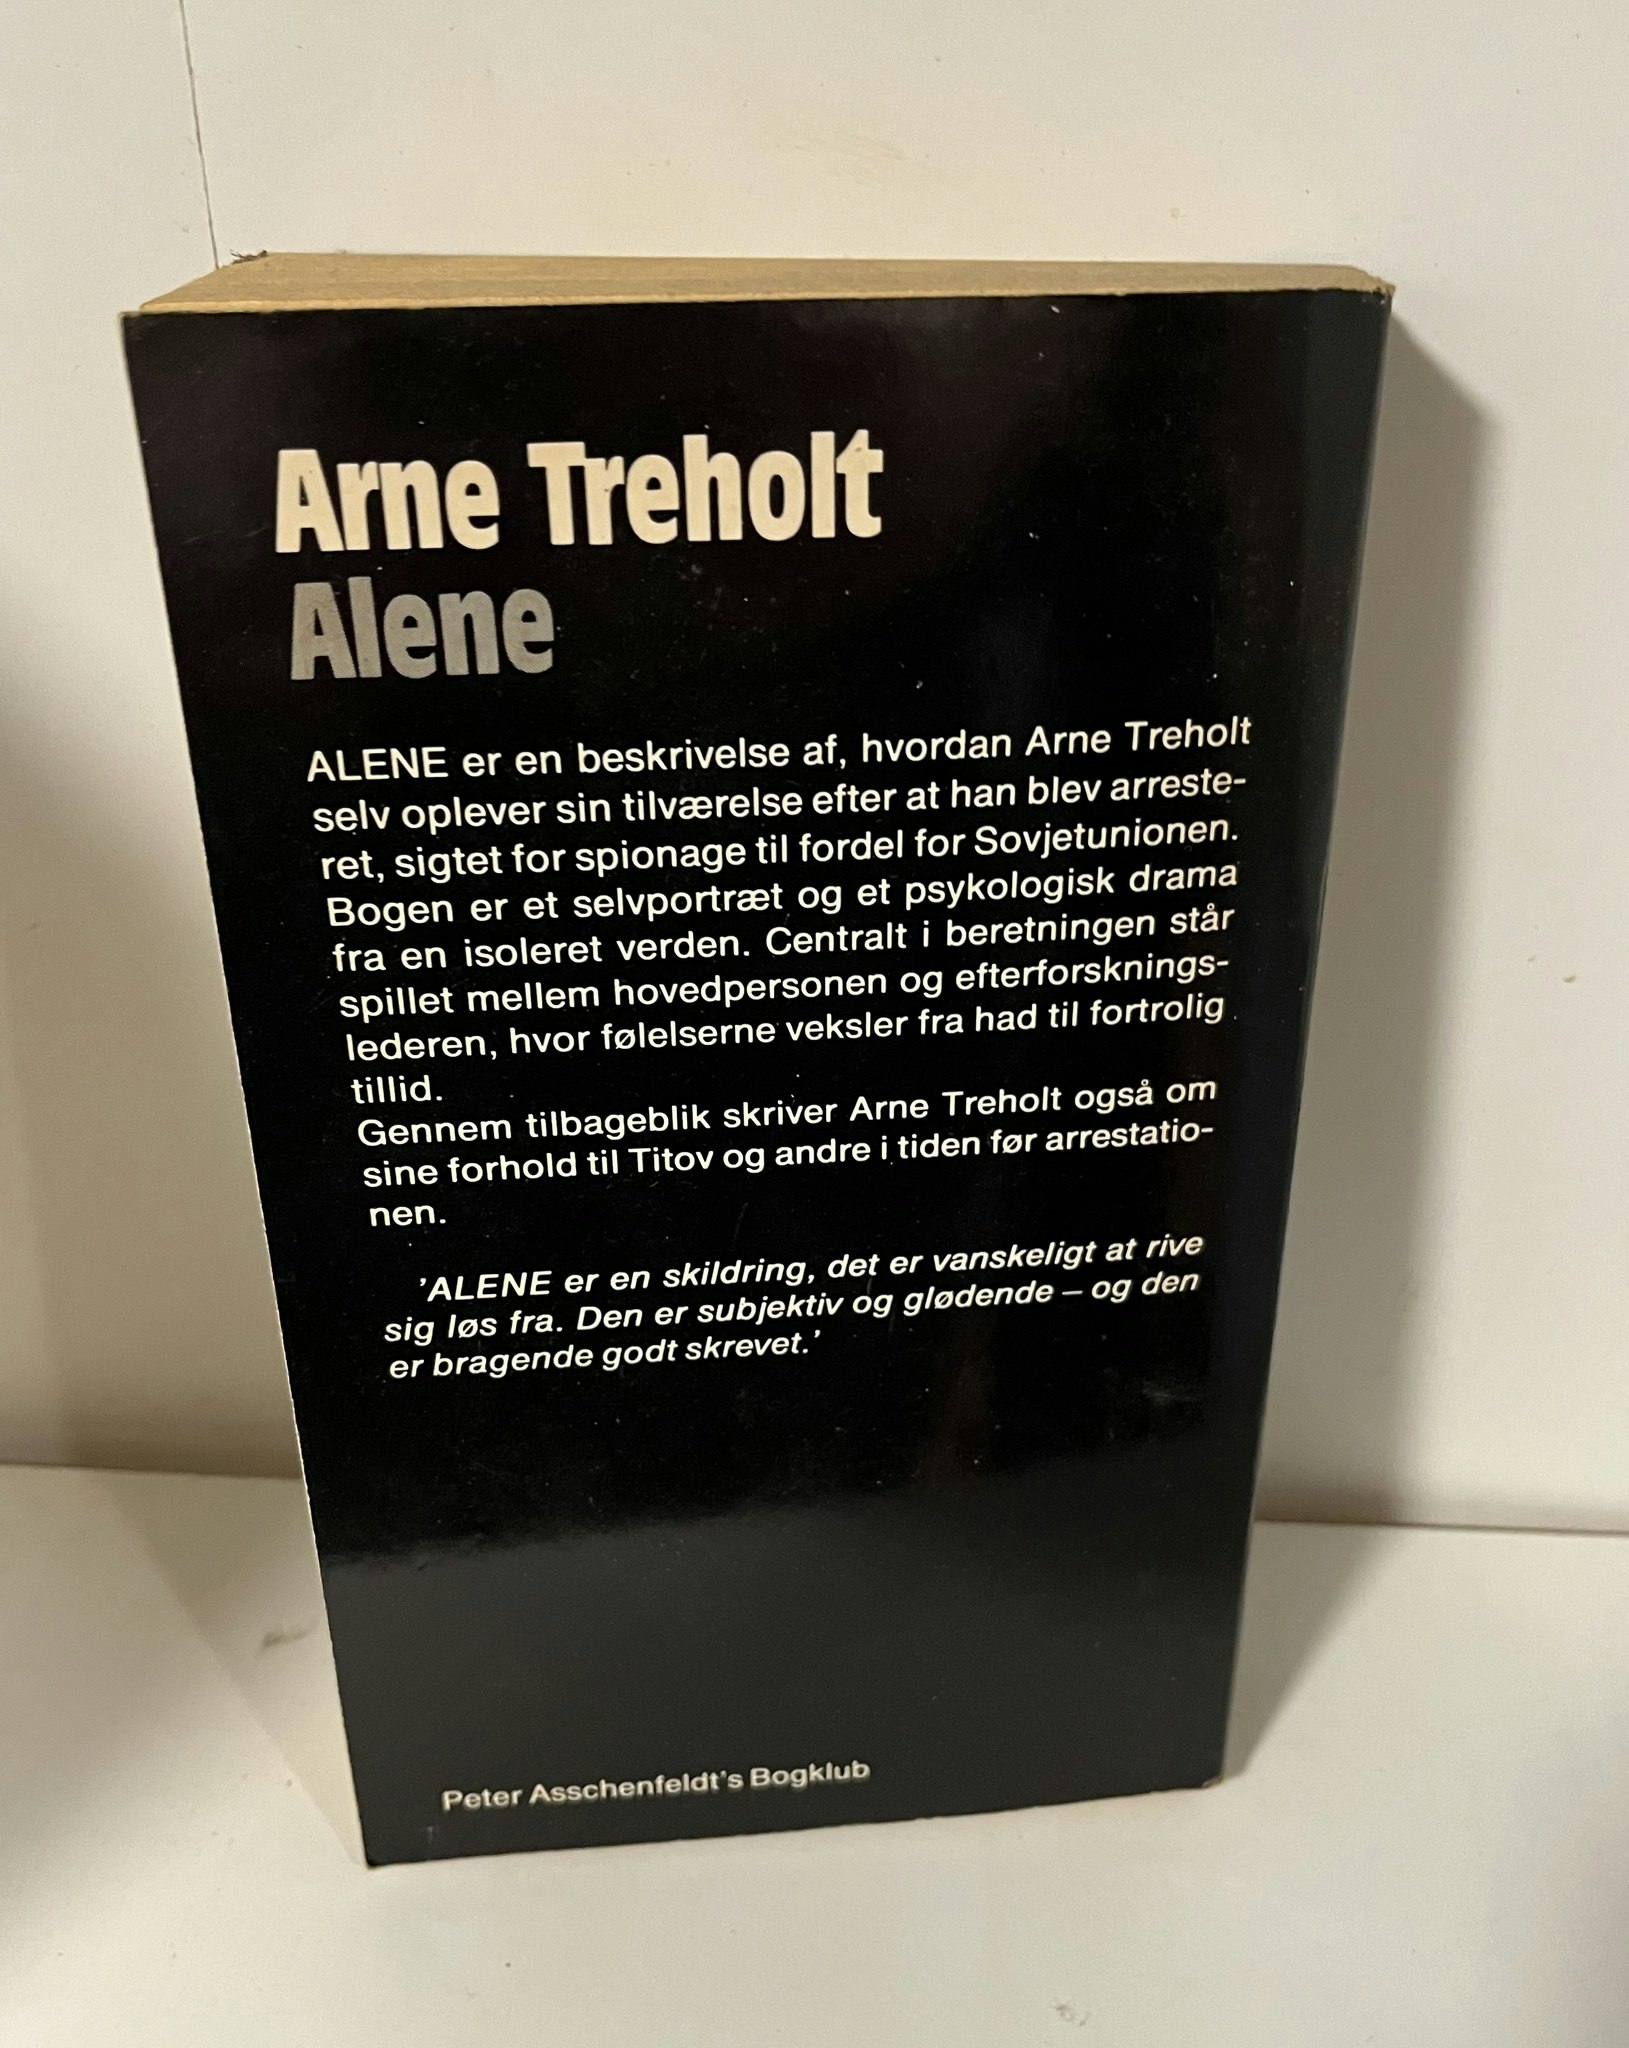 Arne Treholt
Alene
ALENE er en beskrivelse af, hvordan Arne Treholt
selv oplever sin tilværelse efter at han blev arreste-
ret, sigtet for spionage til fordel for Sovjetunionen.
Bogen er et selvportræt og et psykologisk drama
fra en isoleret verden. Centralt i beretningen står
spillet mellem hovedpersonen og efterforsknings-
lederen, hvor følelserne veksler fra had til fortrolig
tillid.
Gennem tilbageblik skriver Arne Treholt også om
sine forhold til Titov og andre i tiden før arrestatio-
nen.
'ALENE er en skildring, det er vanskeligt at rive
sig løs fra. Den er subjektiv og glødende – og den
er bragende godt skrevet.'
Peter Asschenfeldt's Bogklub